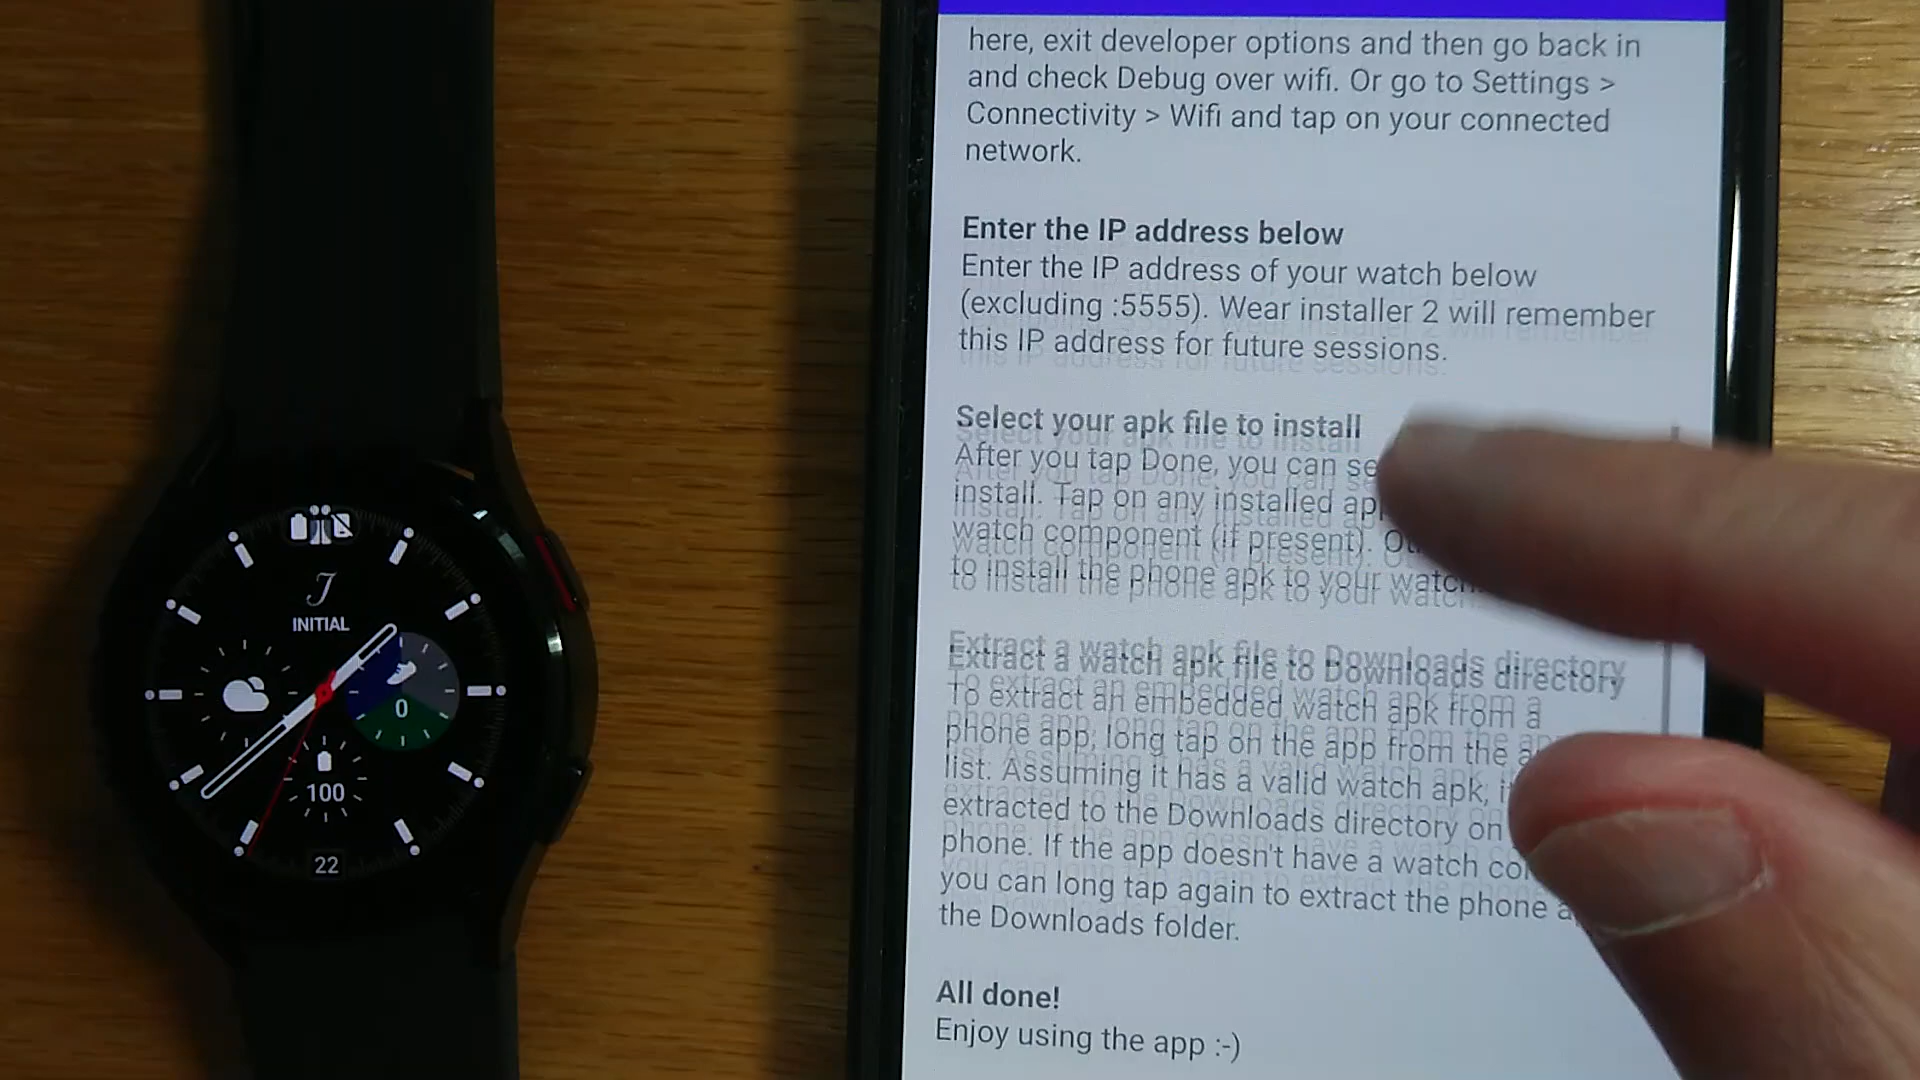 INITIAL
0
100
22
here, exit developer options and then go back in
and check Debug over wifi. Or go to Settings >
Connectivity > Wifi and tap on your connected
network.
Enter the IP address below
Enter the IP address of your watch below
(excluding :5555). Wear installer 2 will remember
this IP address for future sessions.
Select your apk file to install
After you tap Done, you can
install. Tap on any installed
watch component (if present).
to install the phone apk to your watch
Extract a watch apk file to Downloads directory
To extract an embedded watch apk from a
phone app, long tap on the app from the
list. Assuming it has a valid watch apk,
extracted to the Downloads directory on
phone. If the app doesn't have a watch
you can long tap again to extract the phone
the Downloads folder.
All done!
Enjoy using the app :-)